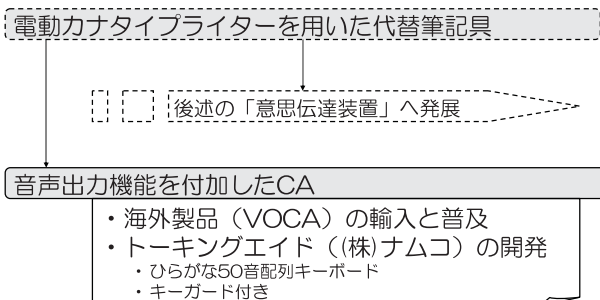 電動カナタイプライターを用いた代替筆記具
後述の「意思伝達装置」へ発展
音声出力機能を付加したCA
・海外製品（VOCA）の輸入と普及
・トーキングエイド（(株)ナムコ）の開発
・ひらがな50音配列キーボード
・キーガード付き